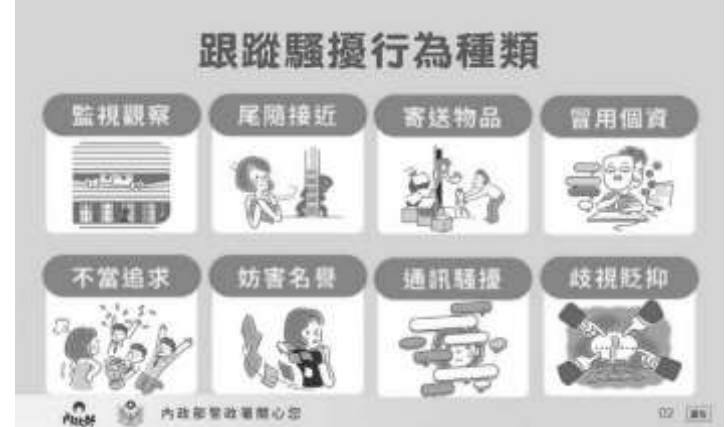 跟蹤騷擾行為種類
監視觀察 尾隨接近 寄送物品 冒用個資
不當追求 妨害名譽 通訊騷擾 歧視貶抑
內政部警政署關心您
02